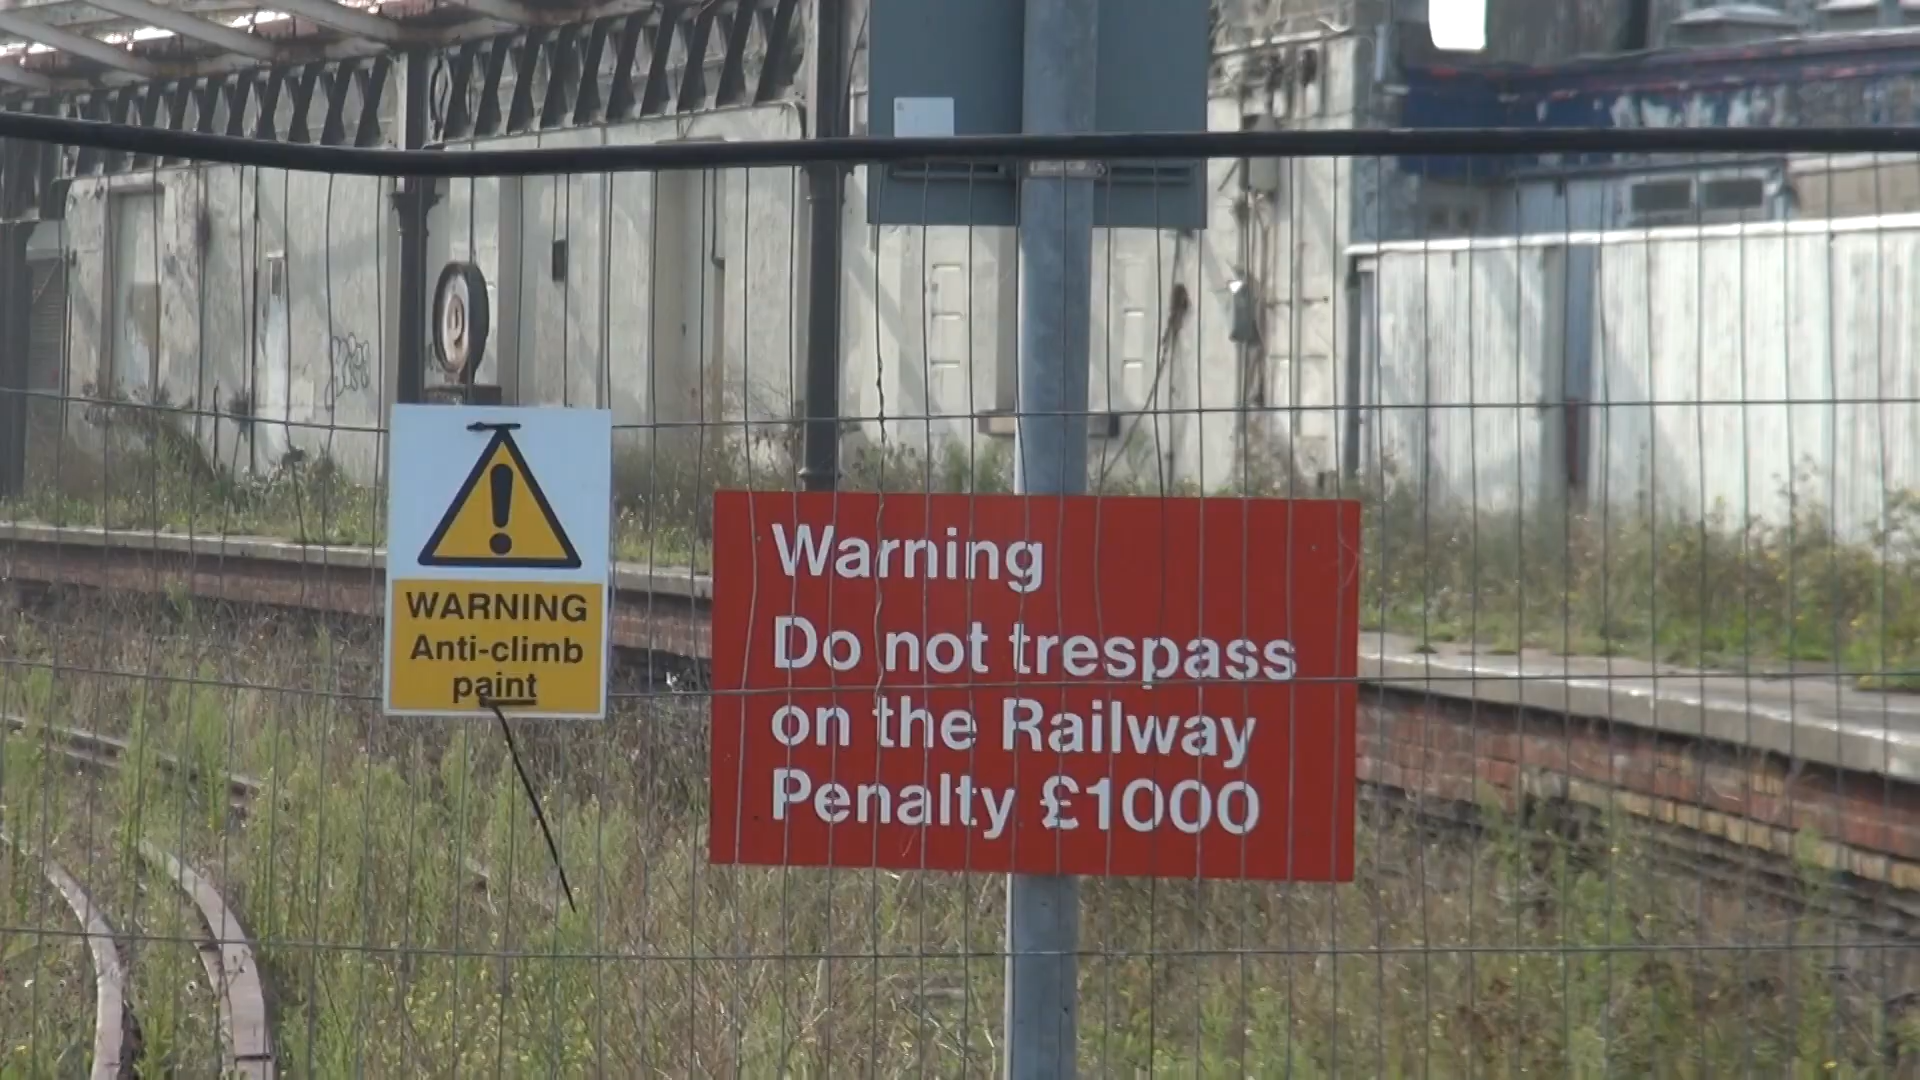 WARNING
Anti-climb
paint
Warning
Do not trespass
on the Railway
Penalty £1000